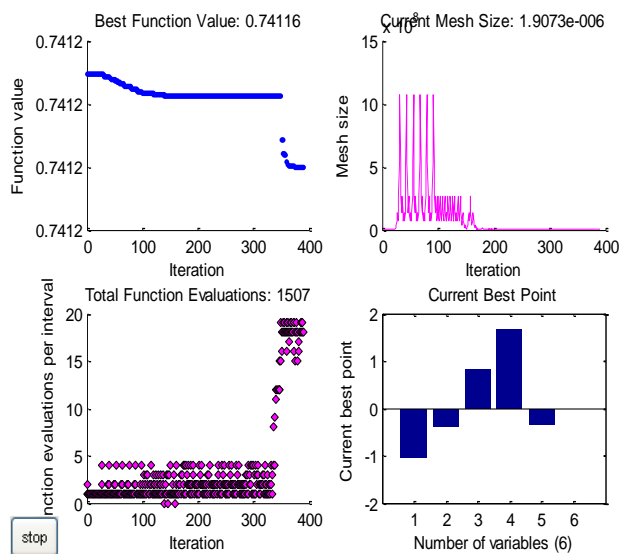 Best Function Value: 0.74116
0.7412
0.7412
0.7412
0.7412
Function value
0 100 200 300 400
Iteration
Current Mesh Size: 1.9073e-006
x 10^8
15
10
5
0
Mesh size
0 100 200 300 400
Iteration
Total Function Evaluations: 1507
20
15
10
5
0
nction evaluations per interval
0 100 200 300 400
Iteration
stop
Current Best Point
2
1
0
-1
-2
Current best point
1 2 3 4 5 6
Number of variables (6)